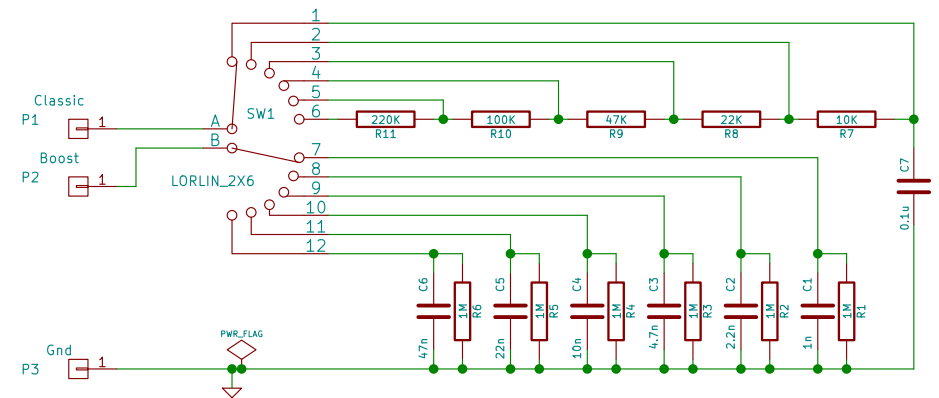 1
2
3
4
5
6
Classic
P1
1
A
SW1
220K
R11
100K
R10
47K
R9
22K
R8
10K
R7
B
Boost
P2
1
LORLIN_2X6
7
8
9
10
11
12
C7
0.1u
C6
47n
1M
R6
C5
22n
1M
R5
C4
10n
1M
R4
C3
4.7n
1M
R3
C2
2.2n
1M
R2
C1
1n
1M
R1
PWR_FLAG
Gnd
P3
1